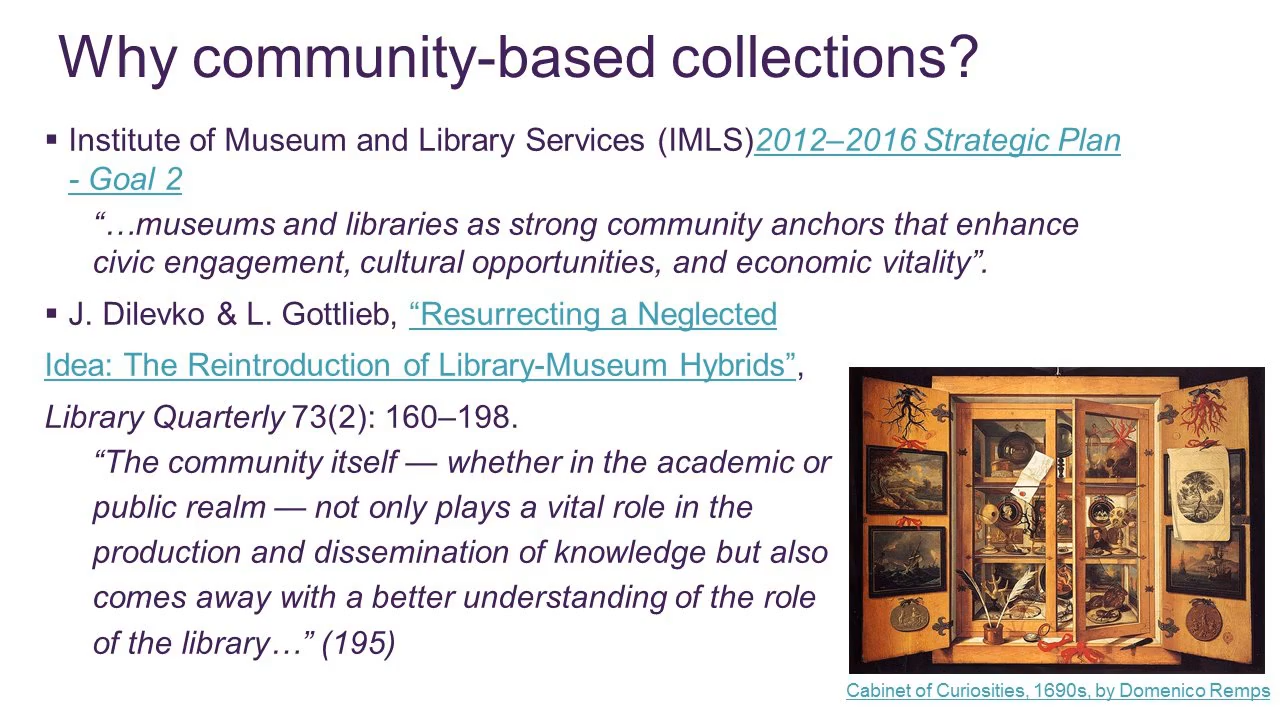 Why community-based collections?
▪ Institute of Museum and Library Services (IMLS)2012–2016 Strategic Plan
- Goal 2
“…museums and libraries as strong community anchors that enhance
civic engagement, cultural opportunities, and economic vitality”.
▪ J. Dilevko & L. Gottlieb, “Resurrecting a Neglected
Idea: The Reintroduction of Library-Museum Hybrids”,
Library Quarterly 73(2): 160–198.
“The community itself — whether in the academic or
public realm — not only plays a vital role in the
production and dissemination of knowledge but also
comes away with a better understanding of the role
of the library…” (195)
Cabinet of Curiosities, 1690s, by Domenico Remps